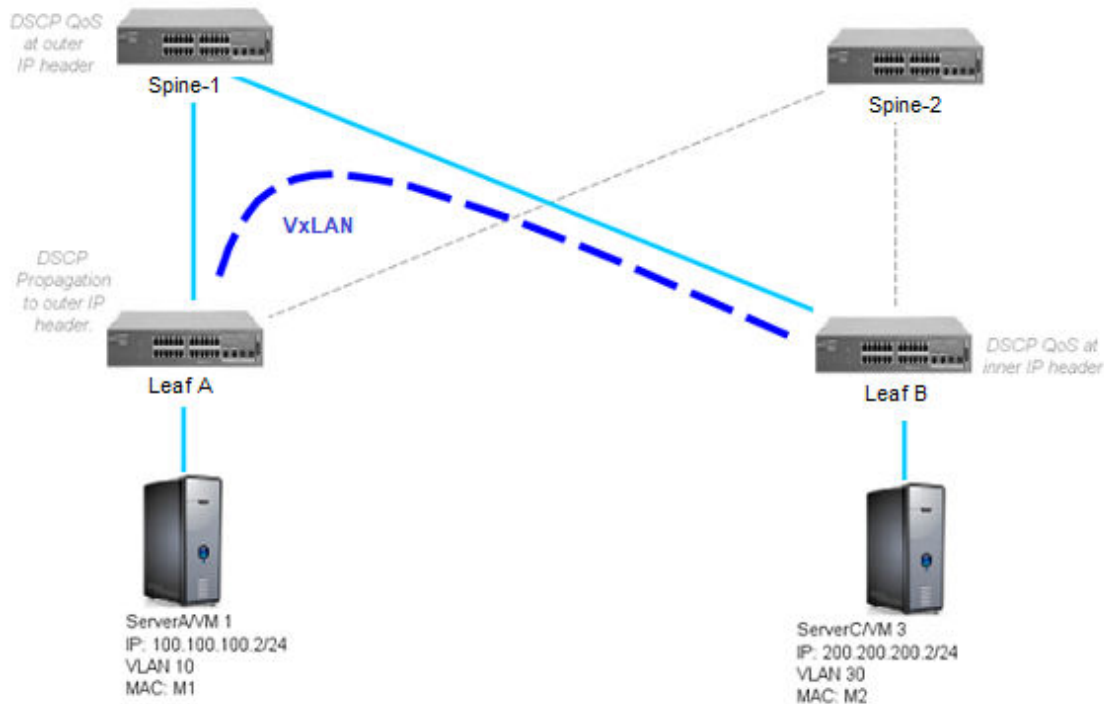 DSCP QoS
at outer
IP header
Spine-1
Spine-2
VxLAN
DSCP
Propagation
to outer IP
header.
Leaf A
DSCP QoS at
inner IP header
Leaf B
ServerA/VM 1
IP: 100.100.100.2/24
VLAN 10
MAC: M1
ServerC/VM 3
IP: 200.200.200.2/24
VLAN 30
MAC: M2